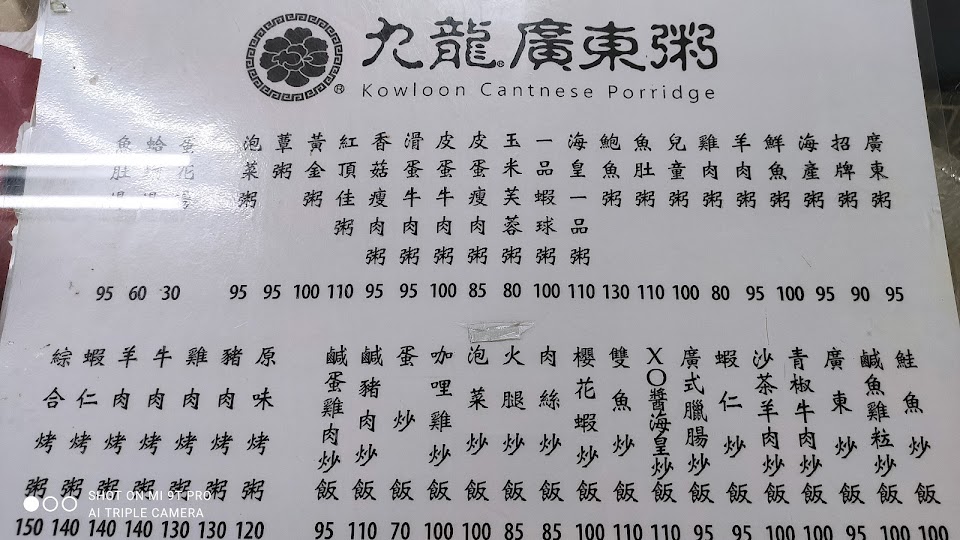 九龍廣東粥
®
Kowloon Cantnese Porridge
廣東粥 95
招牌粥 90
海產粥 95
鮮魚粥 100
羊肉粥 95
雞肉粥 80
兒童粥 100
魚肚粥 110
鮑魚粥 130
海皇一品粥 110
一品蝦球粥 100
玉米芙蓉粥 80
皮蛋瘦肉粥 85
皮蛋牛肉粥 100
滑蛋牛肉粥 95
香菇瘦肉粥 95
紅頂佳粥 110
黃金粥 100
蕈粥 95
泡菜粥 95
蛋花湯 30
蛤湯 60
魚肚湯 95
鮭魚炒飯 100
鹹魚雞粒炒飯 100
廣東炒飯 95
青椒牛肉炒飯 100
沙茶羊肉炒飯 100
蝦仁炒飯 95
廣式臘腸炒飯 95
XO醬海皇炒飯 110
雙魚炒飯 110
櫻花蝦炒飯 100
肉絲炒飯 85
火腿炒飯 85
泡菜炒飯 100
咖哩雞炒飯 100
蛋炒飯 70
鹹豬肉炒飯 110
鹹蛋雞肉炒飯 95
原味烤粥 120
豬肉烤粥 130
雞肉烤粥 130
牛肉烤粥 140
羊肉烤粥 140
蝦仁烤粥 140
綜合烤粥 150
SHOT ON MI 9T PRO
AI TRIPLE CAMERA